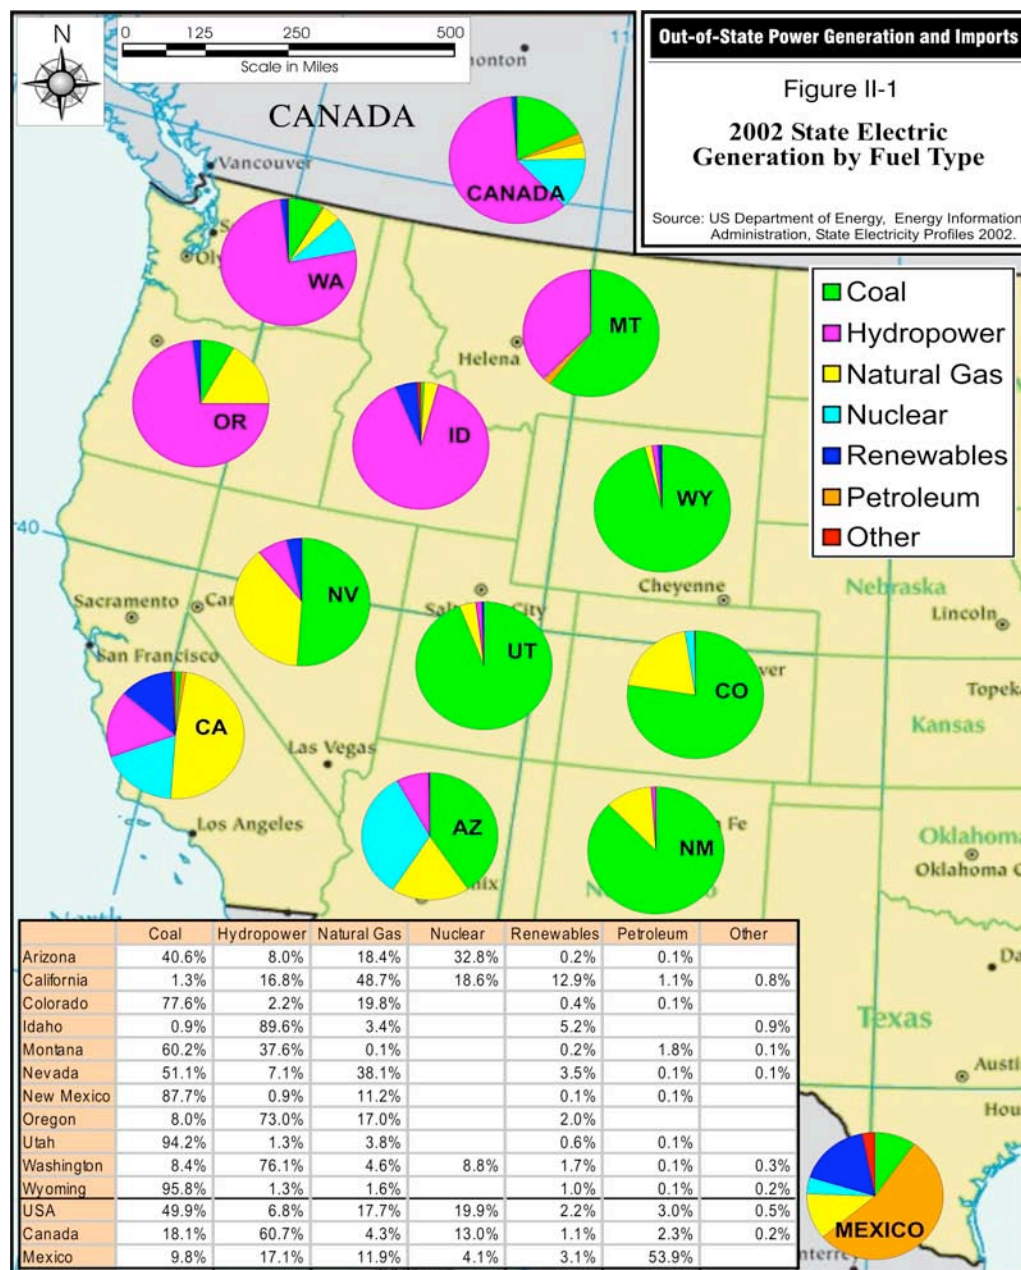 N
0 125 250 500
Scale in Miles
Out-of-State Power Generation and Imports
Figure II-1
2002 State Electric
Generation by Fuel Type
Source: US Department of Energy, Energy Information
Administration, State Electricity Profiles 2002.
CANADA
Vancouver
CANADA
WA
MT
Helena
OR
ID
WY
Coal
Hydropower
Natural Gas
Nuclear
Renewables
Petroleum
Other
40
NV
Cheyenne
Nebraska
Lincoln
Sacramento
San Francisco
City
UT
CO
Kansas
CA
Las Vegas
Los Angeles
AZ
NM
Fe
Oklahoma
Oklahoma C
Texas
Coal Hydropower Natural Gas Nuclear Renewables Petroleum Other
Arizona 40.6% 8.0% 18.4% 32.8% 0.2% 0.1%
California 1.3% 16.8% 48.7% 18.6% 12.9% 1.1% 0.8%
Colorado 77.6% 2.2% 19.8% 0.4% 0.1%
Idaho 0.9% 89.6% 3.4% 5.2% 0.9%
Montana 60.2% 37.6% 0.1% 0.2% 1.8% 0.1%
Nevada 51.1% 7.1% 38.1% 3.5% 0.1% 0.1%
New Mexico 87.7% 0.9% 11.2% 0.1% 0.1%
Oregon 8.0% 73.0% 17.0% 2.0%
Utah 94.2% 1.3% 3.8% 0.6% 0.1%
Washington 8.4% 76.1% 4.6% 8.8% 1.7% 0.1% 0.3%
Wyoming 95.8% 1.3% 1.6% 1.0% 0.1% 0.2%
USA 49.9% 6.8% 17.7% 19.9% 2.2% 3.0% 0.5%
Canada 18.1% 60.7% 4.3% 13.0% 1.1% 2.3% 0.2%
Mexico 9.8% 17.1% 11.9% 4.1% 3.1% 53.9%
MEXICO